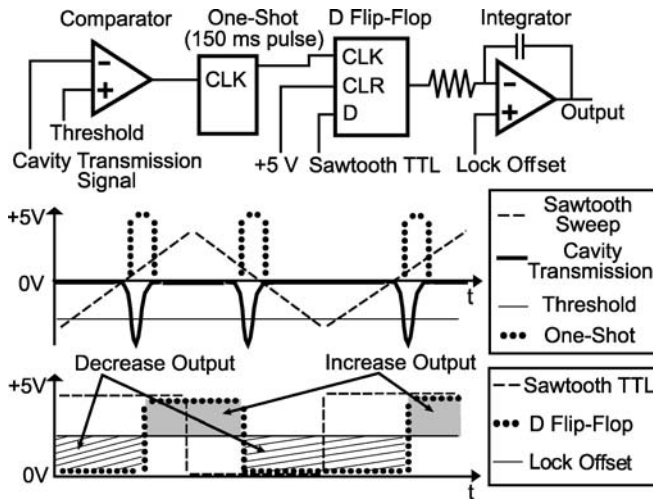 Comparator
One-Shot
(150 ms pulse)
D Flip-Flop
Integrator
−
+
CLK
CLK
CLR
D
−
+
Threshold
Cavity Transmission
Signal
+5 V
Sawtooth TTL
Lock Offset
Output
+5V
0V
t
Sawtooth
Sweep
Cavity
Transmission
Threshold
One-Shot
Decrease Output
Increase Output
+5V
0V
t
Sawtooth TTL
D Flip-Flop
Lock Offset